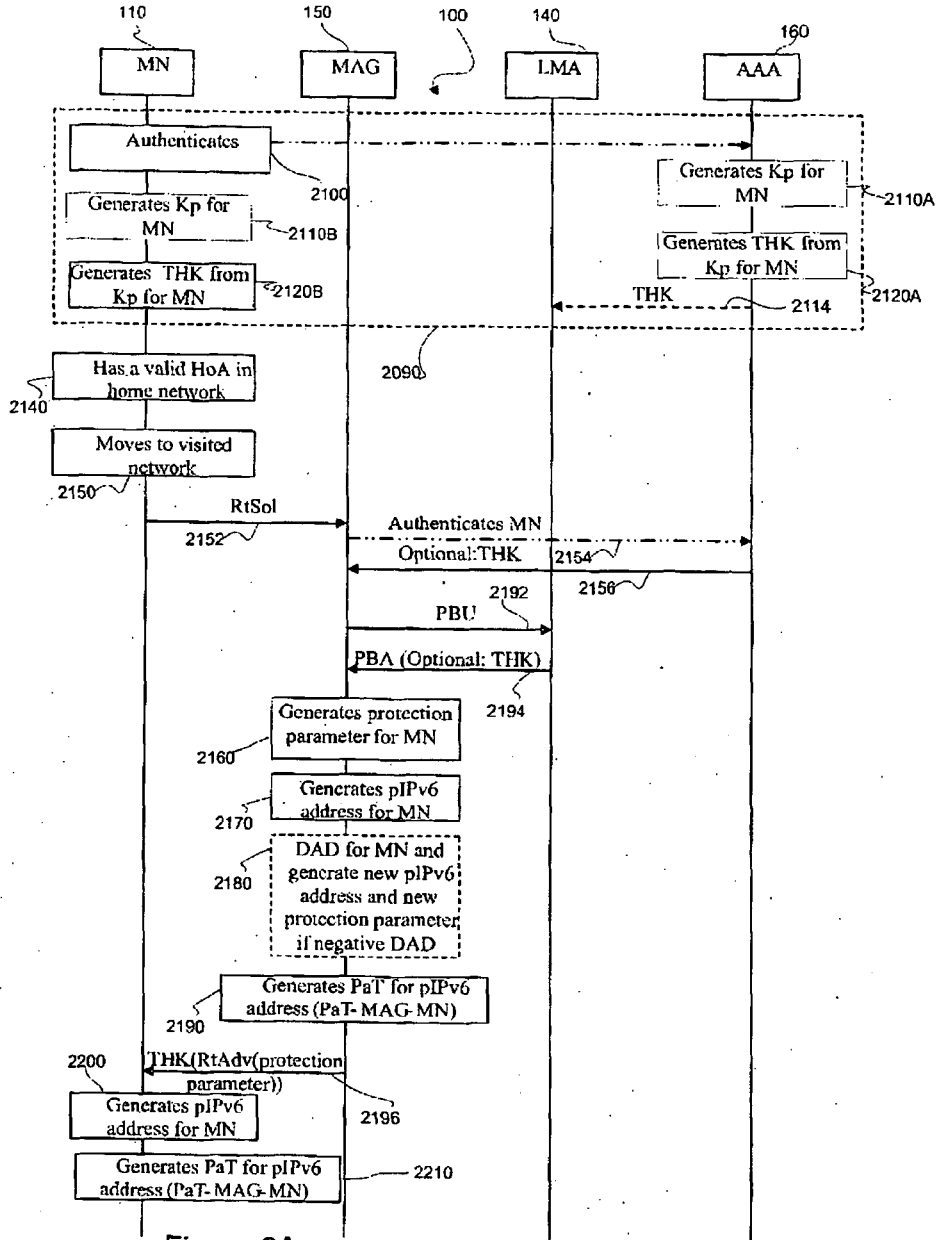 110
150
100
140
160
MN
MAG
LMA
AAA
Authenticates
2100
Generates Kp for
MN
2110A
Generates Kp for
MN
2110B
Generates THK from
Kp for MN
2120A
Generates THK from
Kp for MN
2120B
THK
2114
2090
Has a valid HoA in
home network
2140
Moves to visited
network
2150
RtSol
2152
Authenticates MN
2154
Optional:THK
2156
2192
PBU
PBA (Optional: THK)
2194
Generates protection
parameter for MN
2160
Generates pIPv6
address for MN
2170
DAD for MN and
generate new pIPv6
address and new
protection parameter
if negative DAD
2180
Generates PaT for pIPv6
address (PaT-MAG-MN)
2190
THK(RtAdv(protection
parameter))
2196
2200
Generates pIPv6
address for MN
Generates PaT for pIPv6
address (PaT-MAG-MN)
2210